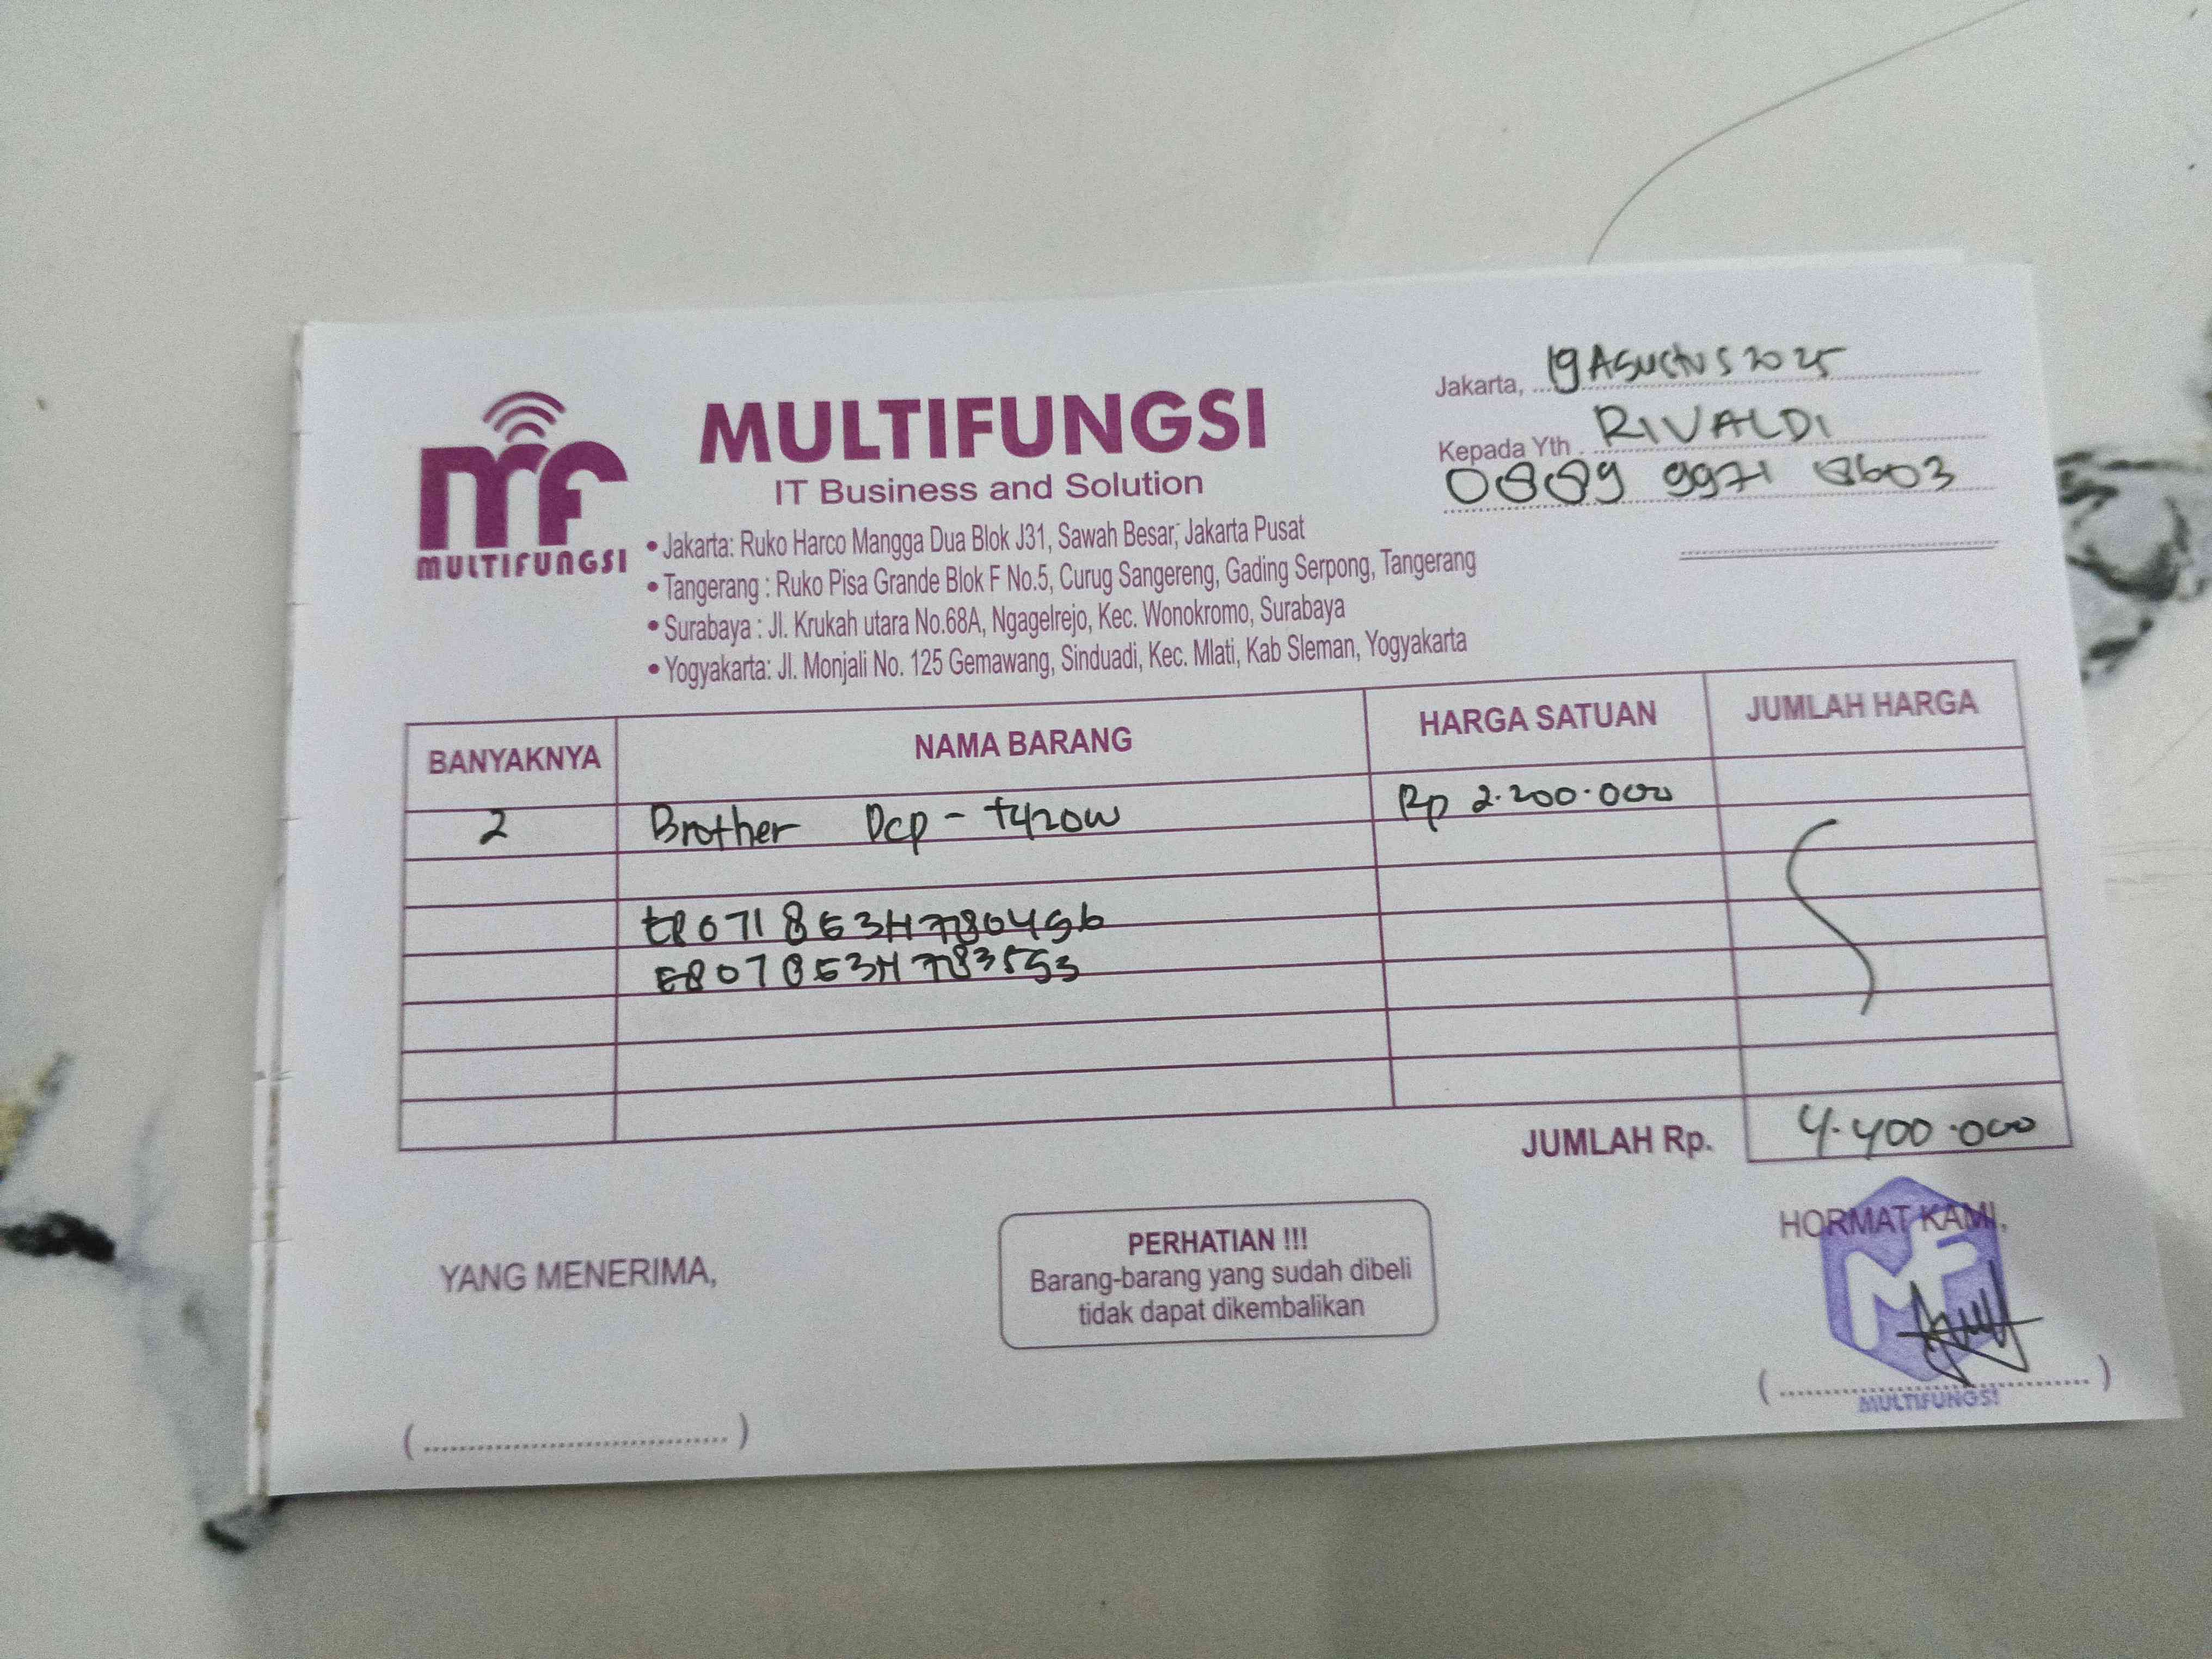 MULTIFUNGSI
MULTIFUNGSI
IT Business and Solution
• Jakarta: Ruko Harco Mangga Dua Blok J31, Sawah Besar, Jakarta Pusat
• Tangerang : Ruko Pisa Grande Blok F No.5, Curug Sangereng, Gading Serpong, Tangerang
• Surabaya : Jl. Krukah utara No.68A, Ngagelrejo, Kec. Wonokromo, Surabaya
• Yogyakarta: Jl. Monjali No. 125 Gemawang, Sinduadi, Kec. Mlati, Kab Sleman, Yogyakarta
Jakarta, 19 AGUSTUS 2025
Kepada Yth. RIVALDI
0889 9971 8603
BANYAKNYA NAMA BARANG HARGA SATUAN JUMLAH HARGA
2 Brother Dcp - t420w Rp 2.200.000
JUMLAH Rp. 4.400.000
YANG MENERIMA,
PERHATIAN !!!
Barang-barang yang sudah dibeli
tidak dapat dikembalikan
HORMAT KAMI,
MF
MULTIFUNGSI